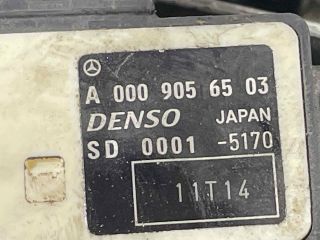 A 000 905 65 03
DENSO JAPAN
SD 0001 -5170
11T14